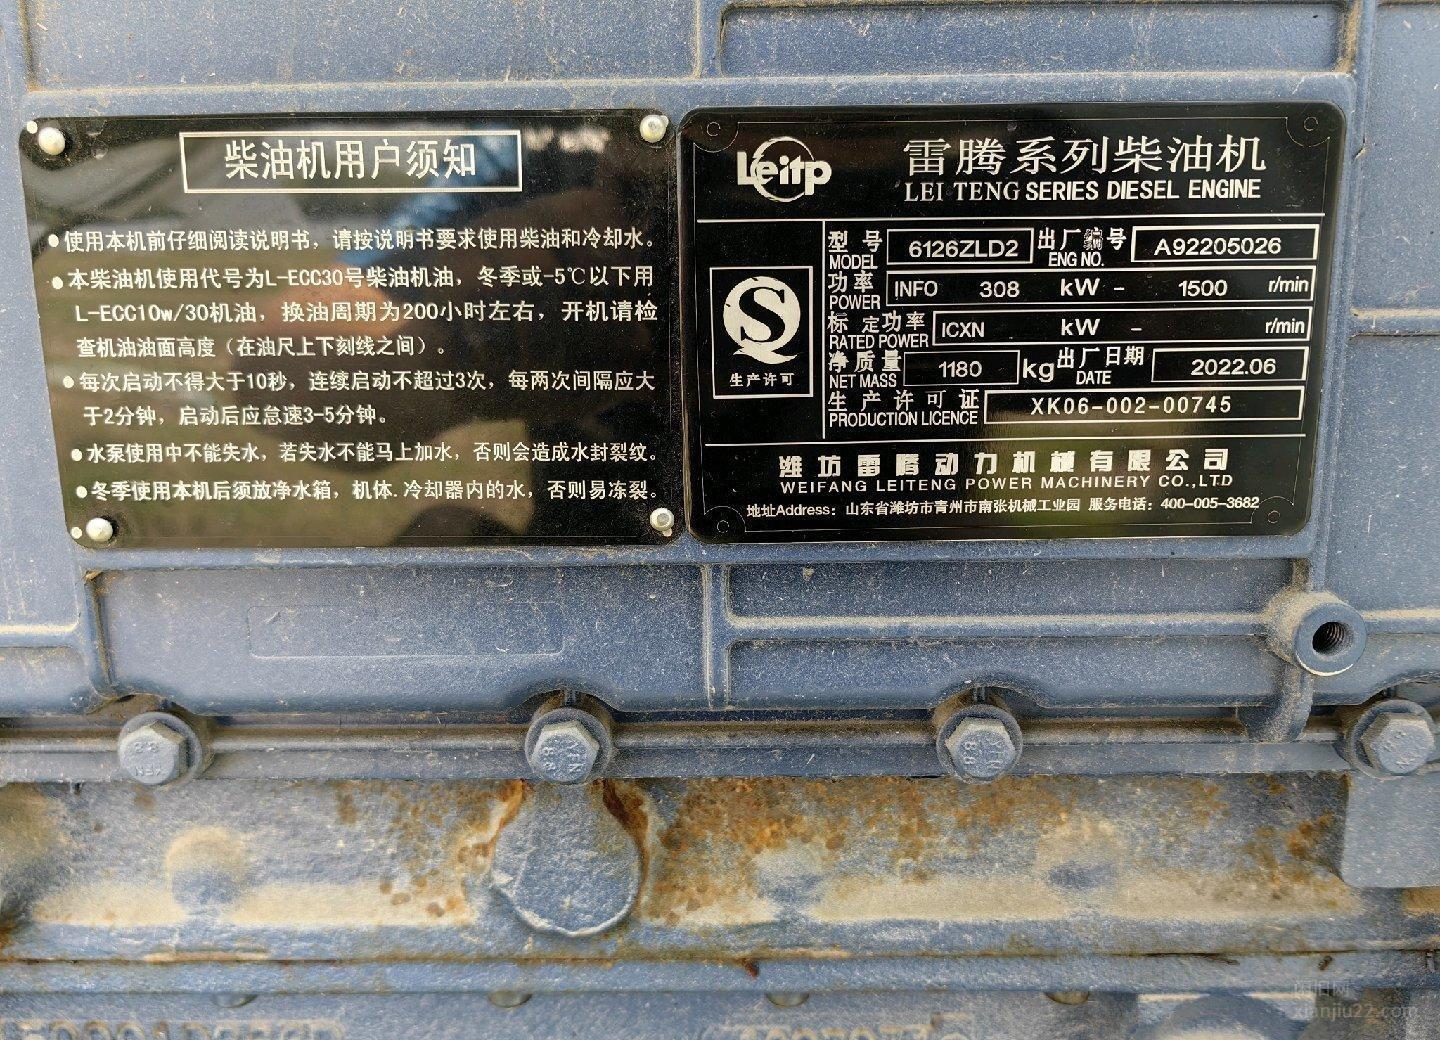 柴油机用户须知
●使用本机前仔细阅读说明书，请按说明书要求使用柴油和冷却水。
●本柴油机使用代号为L-ECC30号柴油机油，冬季或-5℃以下用
L-ECC10w/30机油，换油周期为200小时左右，开机请检
查机油油面高度（在油尺上下刻线之间）。
●每次启动不得大于10秒，连续启动不超过3次，每两次间隔应大
于2分钟，启动后应怠速3-5分钟。
●水泵使用中不能失水，若失水不能马上加水，否则会造成水封裂纹。
●冬季使用本机后须放净水箱，机体.冷却器内的水，否则易冻裂。
Leitp
雷腾系列柴油机
LEI TENG SERIES DIESEL ENGINE
S
生产许可
型号 6126ZLD2 出厂编号 A92205026
MODEL ENG NO.
功率 INFO 308 kW - 1500 r/min
POWER
标定功率 ICXN kW - r/min
RATED POWER
净质量 1180 kg 出厂日期 2022.06
NET MASS DATE
生产许可证 XK06-002-00745
PRODUCTION LICENCE
潍坊雷腾动力机械有限公司
WEIFANG LEITENG POWER MACHINERY CO.,LTD
地址Address：山东省潍坊市青州市南张机械工业园 服务电话：400-005-3682
8.8
YFN
8.8
YFN
8.8
xianjiu22.com